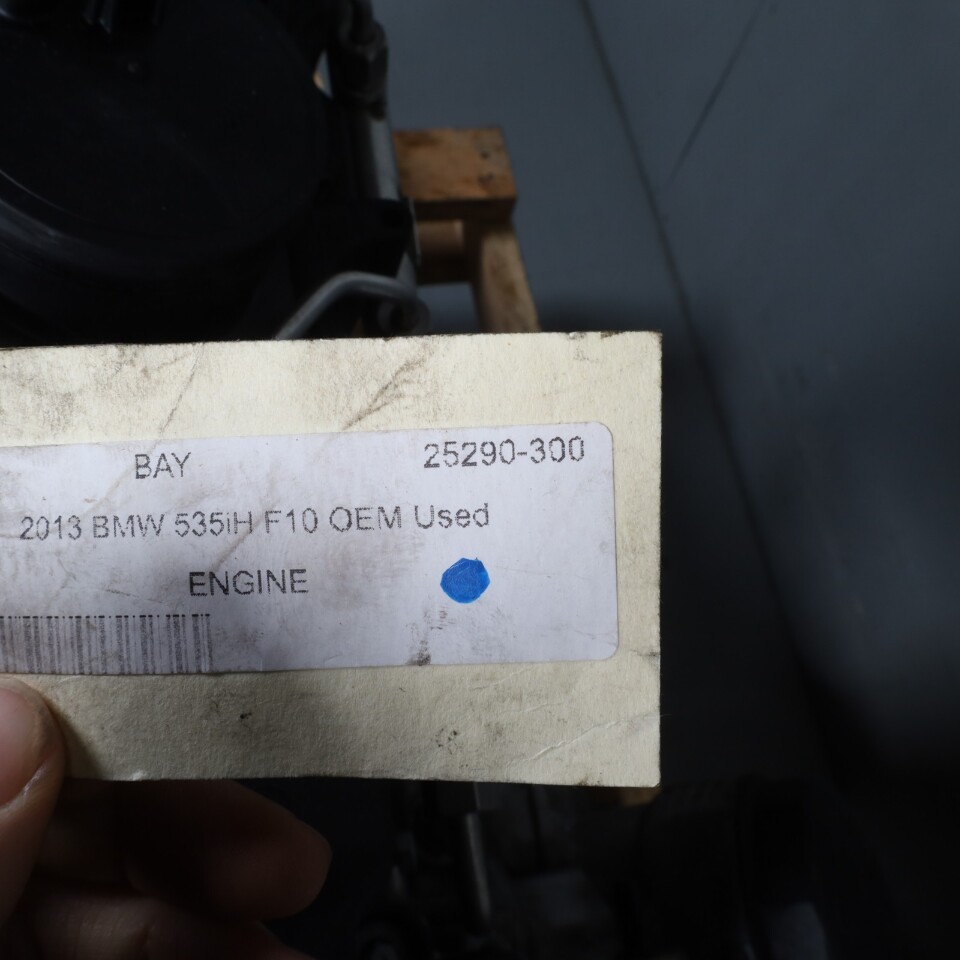 BAY 25290-300
2013 BMW 535iH F10 OEM Used
ENGINE